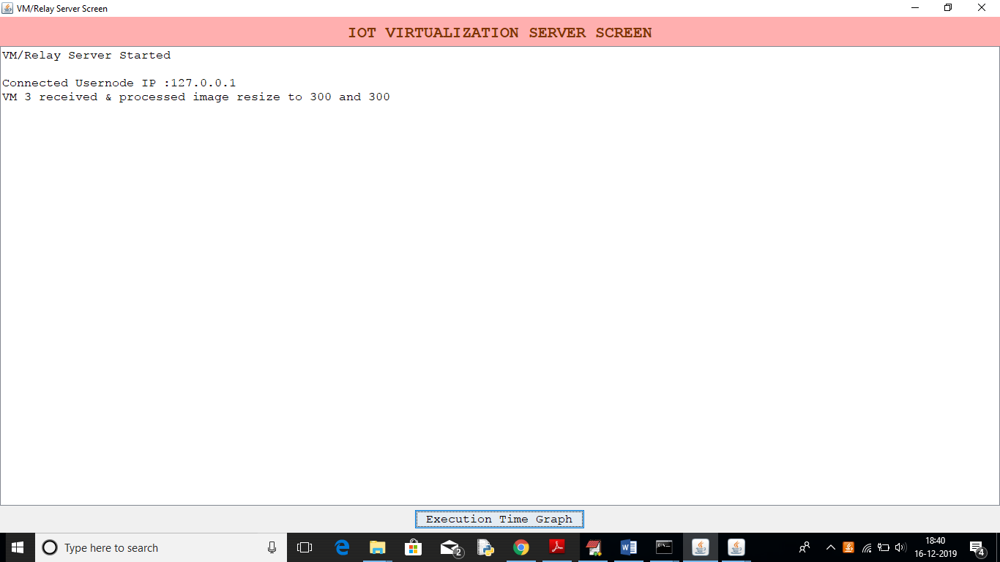 VM/Relay Server Screen
IOT VIRTUALIZATION SERVER SCREEN
VM/Relay Server Started
Connected Usernode IP :127.0.0.1
VM 3 received & processed image resize to 300 and 300
Execution Time Graph
Type here to search
2
18:40
16-12-2019
4